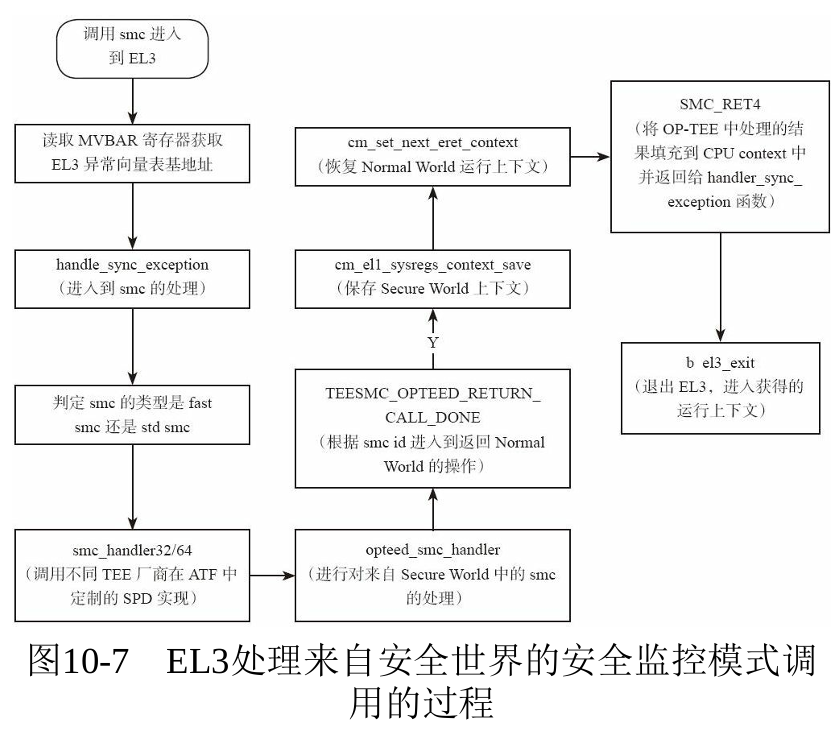 调用 smc 进入
到 EL3
读取 MVBAR 寄存器获取
EL3 异常向量表基地址
handle_sync_exception
（进入到 smc 的处理）
判定 smc 的类型是 fast
smc 还是 std smc
smc_handler32/64
（调用不同 TEE 厂商在 ATF 中
定制的 SPD 实现）
opteed_smc_handler
（进行对来自 Secure World 中的 smc
的处理）
TEESMC_OPTEED_RETURN_
CALL_DONE
（根据 smc id 进入到返回 Normal
World 的操作）
Y
cm_el1_sysregs_context_save
（保存 Secure World 上下文）
cm_set_next_eret_context
（恢复 Normal World 运行上下文）
SMC_RET4
（将 OP-TEE 中处理的结
果填充到 CPU context 中
并返回给 handler_sync_
exception 函数）
b el3_exit
（退出 EL3，进入获得的
运行上下文）
图10-7 EL3处理来自安全世界的安全监控模式调
用的过程